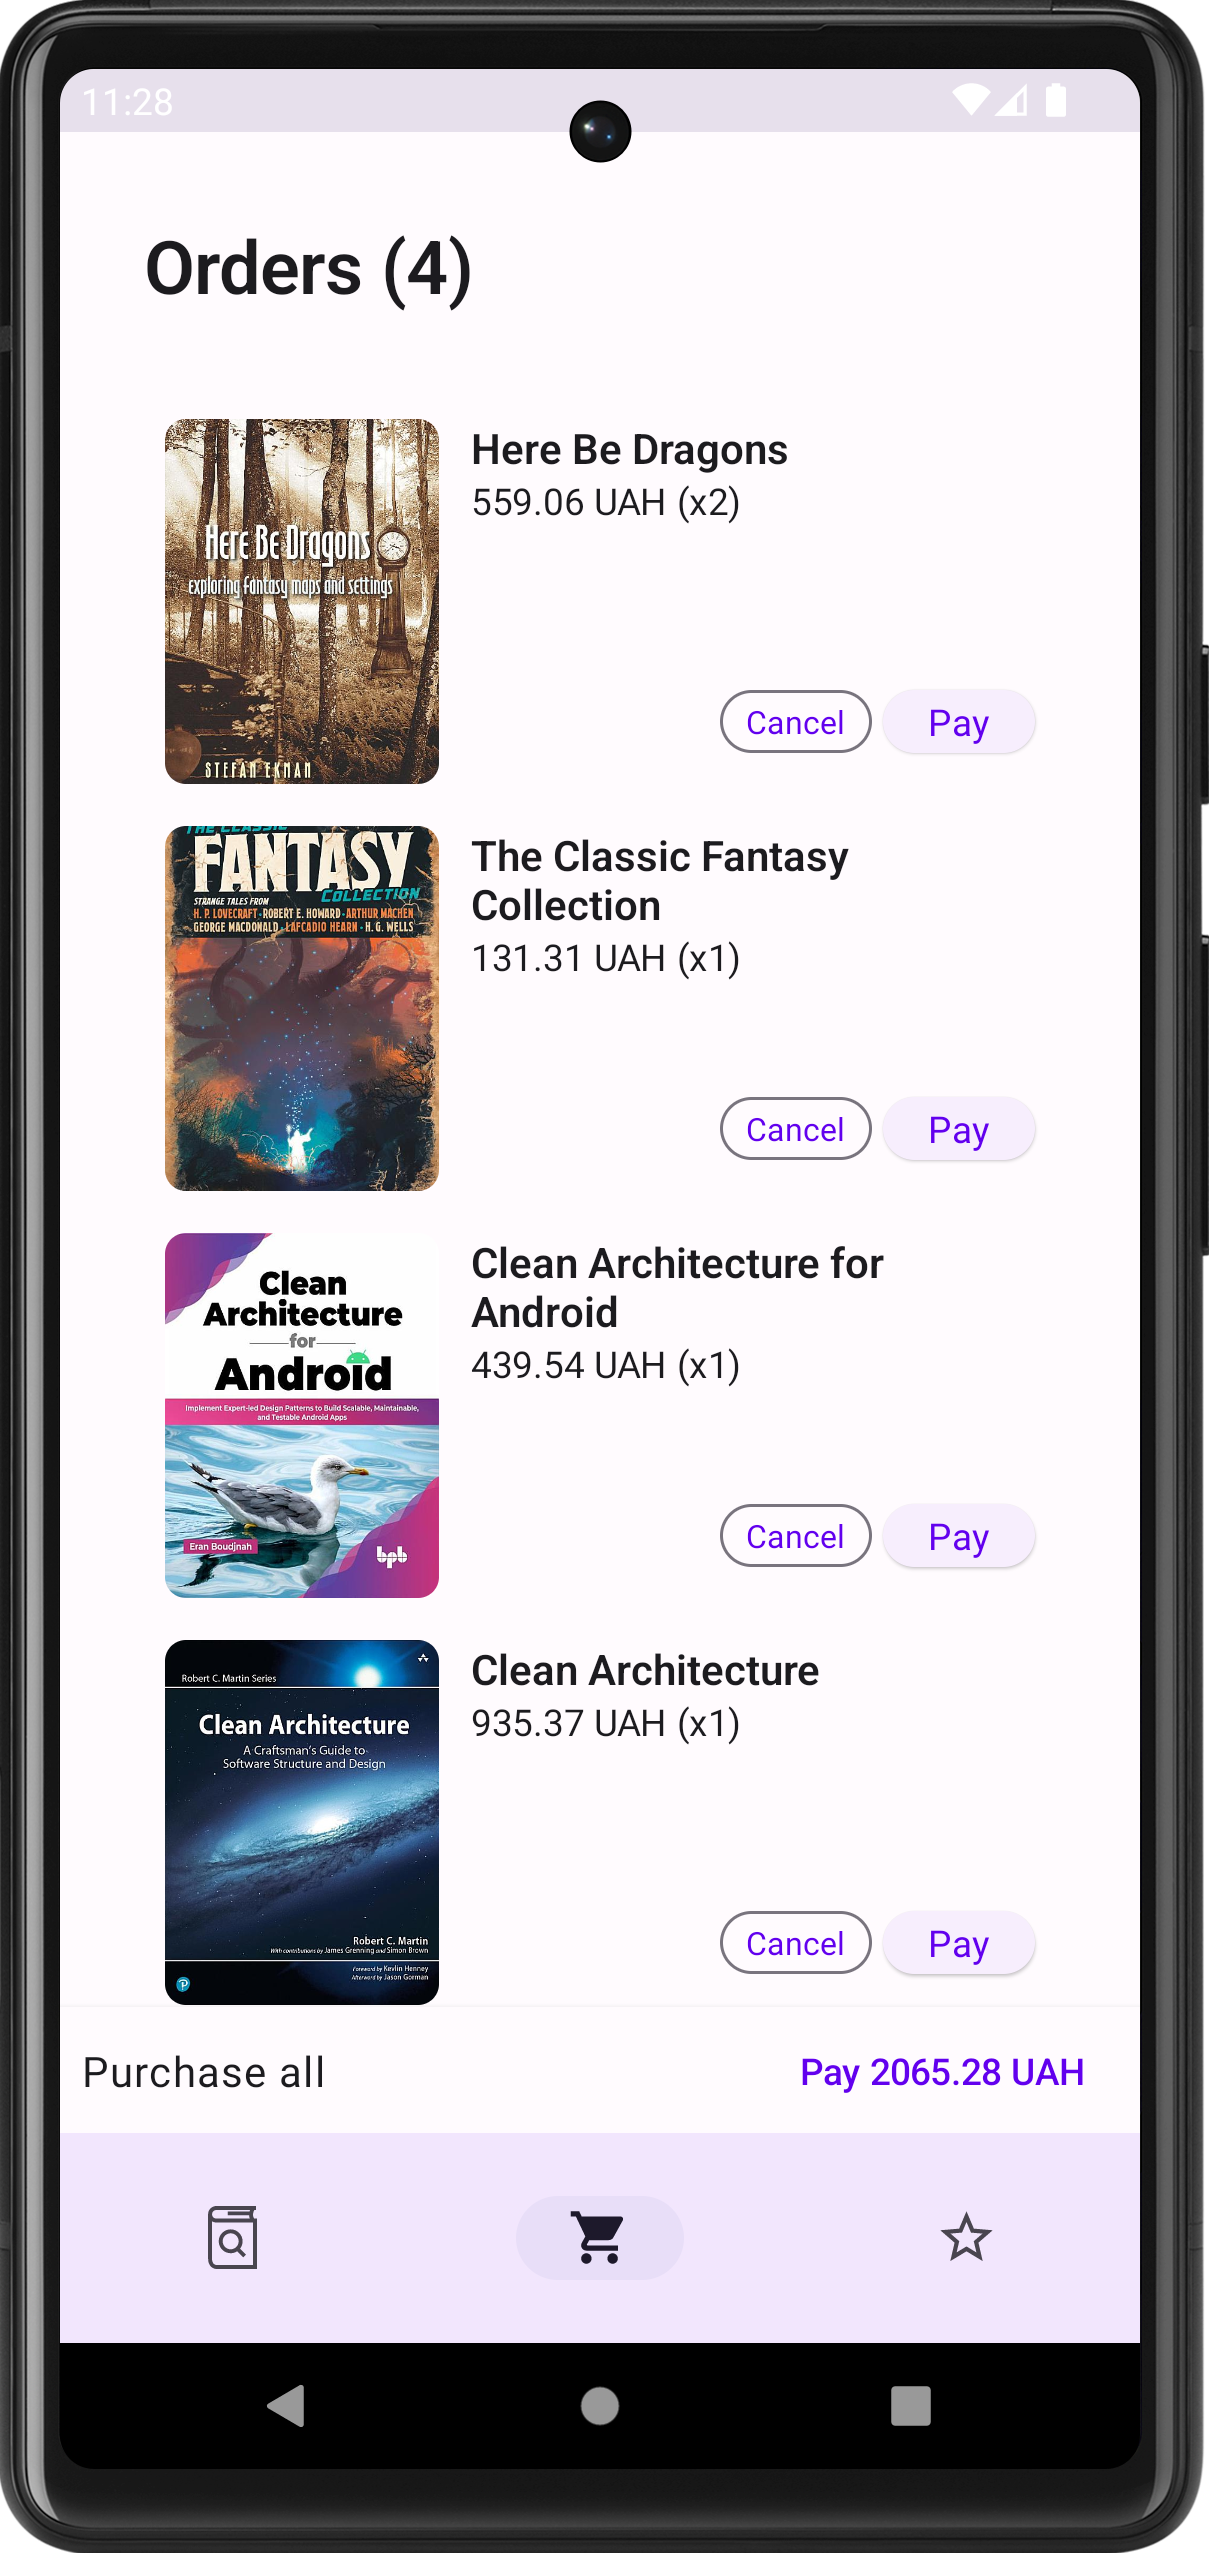 11:28
Orders (4)
Here Be Dragons
exploring fantasy maps and settings
STEFAN EKMAN
Here Be Dragons
559.06 UAH (x2)
Cancel
Pay
THE CLASSIC
FANTASY
COLLECTION
STRANGE TALES FROM
H. P. LOVECRAFT · ROBERT E. HOWARD · ARTHUR MACHEN
GEORGE MACDONALD · LAFCADIO HEARN · H. G. WELLS
The Classic Fantasy
Collection
131.31 UAH (x1)
Cancel
Pay
Clean
Architecture
for
Android
Implement Expert-led Design Patterns to Build Scalable, Maintainable,
and Testable Android Apps
Eran Boudjnah
bpb
Clean Architecture for
Android
439.54 UAH (x1)
Cancel
Pay
Robert C. Martin Series
Clean Architecture
A Craftsman's Guide to
Software Structure and Design
Robert C. Martin
With contributions by James Grenning and Simon Brown
Foreword by Kevlin Henney
Afterword by Jason Gorman
P
Clean Architecture
935.37 UAH (x1)
Cancel
Pay
Purchase all
Pay 2065.28 UAH